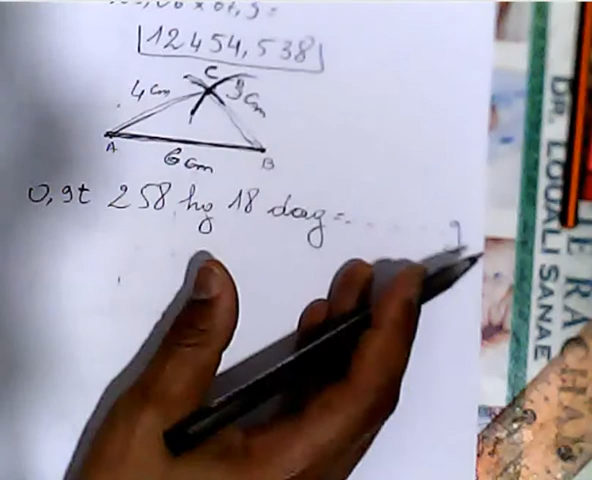 12454,538
C
4cm
3cm
A
B
6cm
0,9t 258 hg 18 dag=........g
DR. LOUALI SANAE